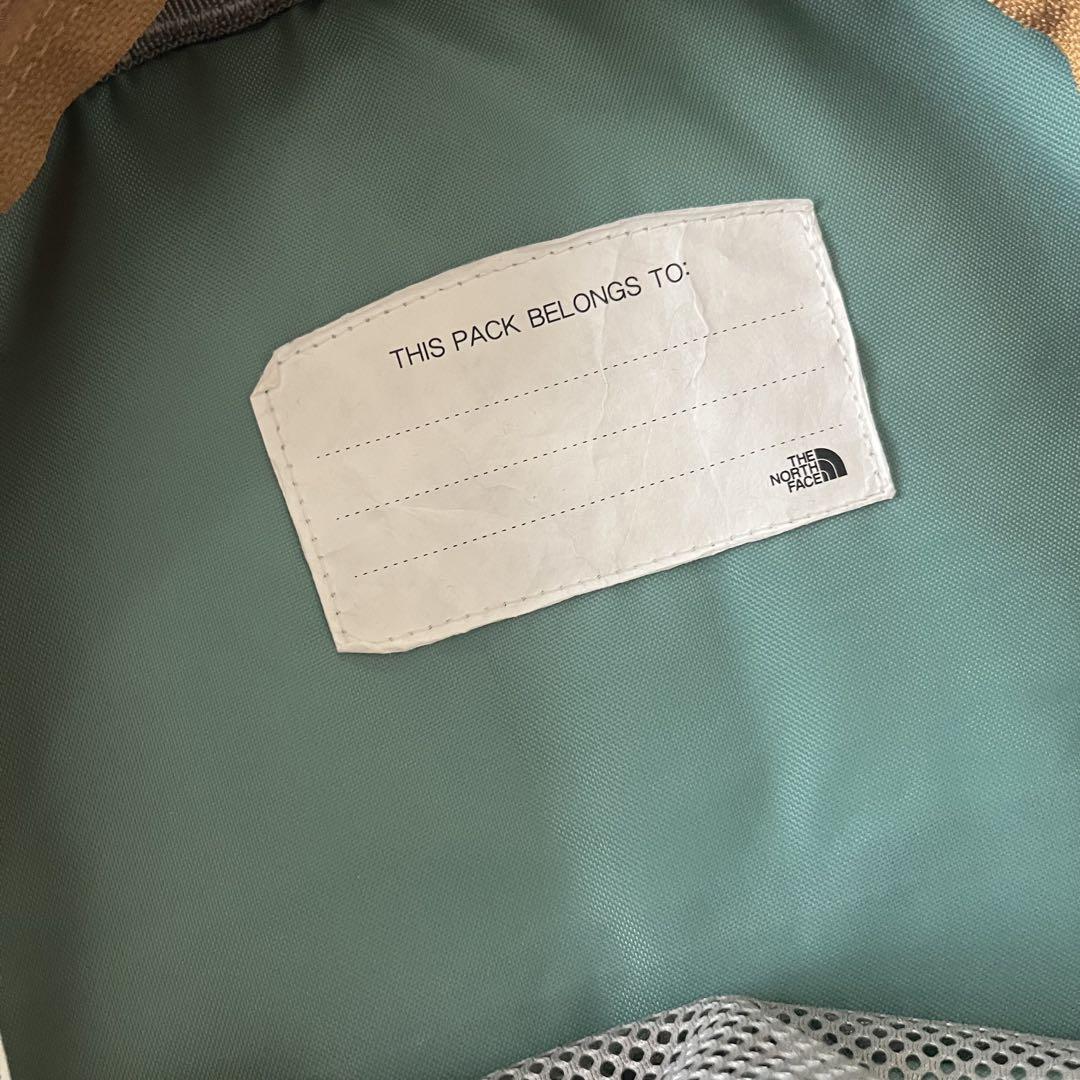 THIS PACK BELONGS TO:
THE
NORTH
FACE